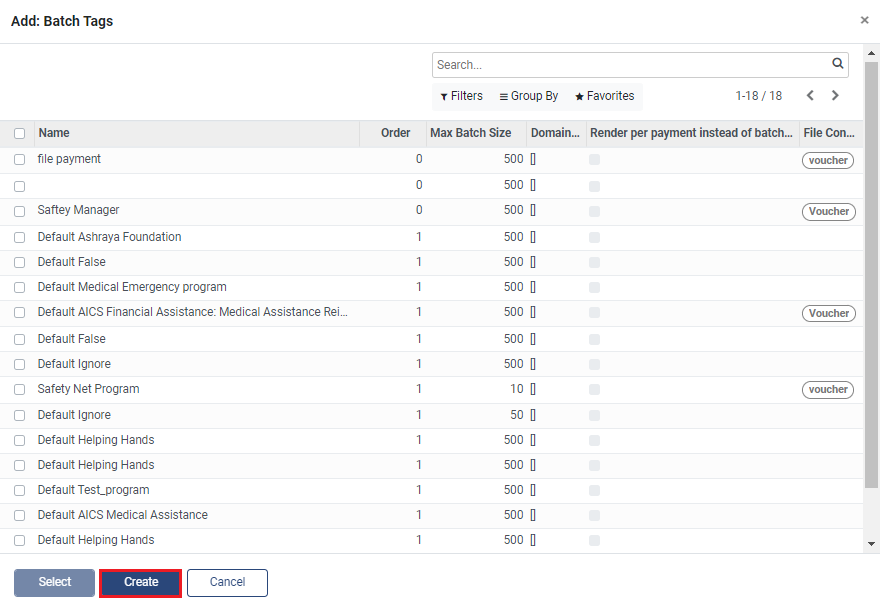 Add: Batch Tags ×
Search...
Filters Group By Favorites 1-18 / 18
Name Order Max Batch Size Domain... Render per payment instead of batch... File Con...
file payment 0 500 [] voucher
0 500 []
Saftey Manager 0 500 [] Voucher
Default Ashraya Foundation 1 500 []
Default False 1 500 []
Default Medical Emergency program 1 500 []
Default AICS Financial Assistance: Medical Assistance Rei... 1 500 [] Voucher
Default False 1 500 []
Default Ignore 1 500 []
Safety Net Program 1 10 [] voucher
Default Ignore 1 50 []
Default Helping Hands 1 500 []
Default Helping Hands 1 500 []
Default Test_program 1 500 []
Default AICS Medical Assistance 1 500 []
Default Helping Hands 1 500 []
Select Create Cancel